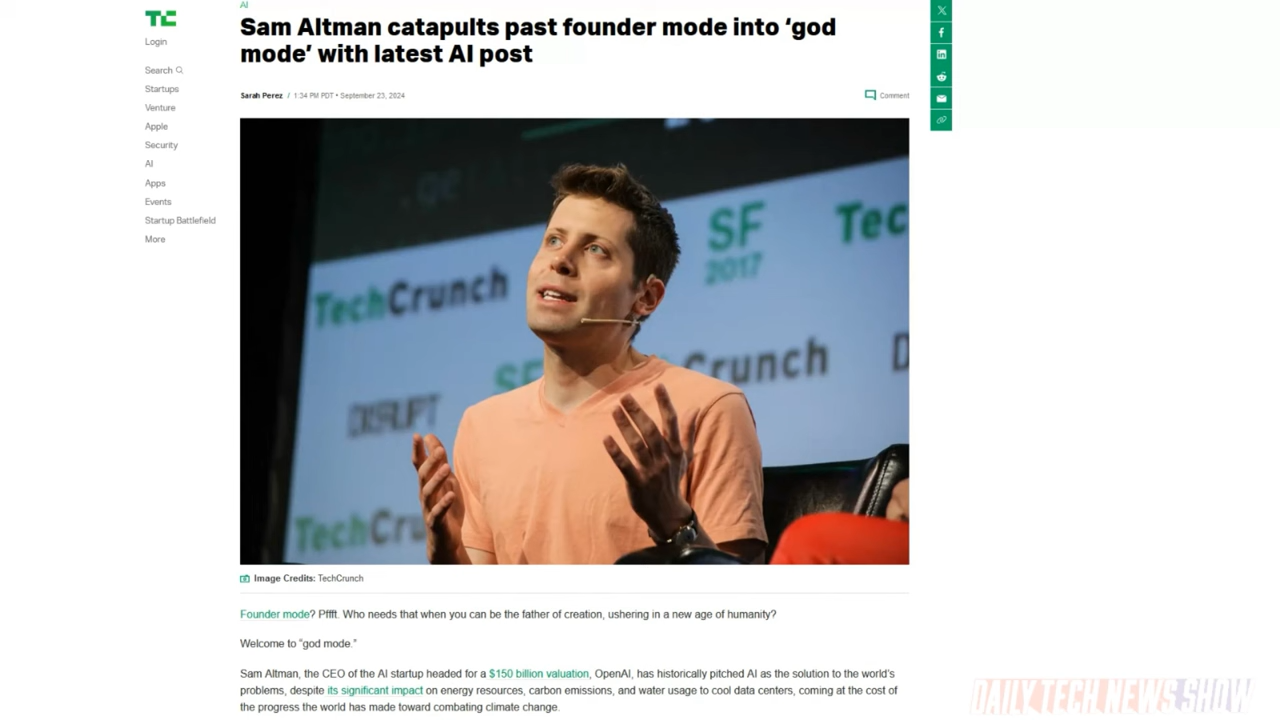 TC
Login
Search
Startups
Venture
Apple
Security
AI
Apps
Events
Startup Battlefield
More
AI
Sam Altman catapults past founder mode into ‘god
mode’ with latest AI post
Sarah Perez / 1:34 PM PDT • September 23, 2024
Comment
SF
2017
TechCrunch
DISRUPT
Image Credits: TechCrunch
Founder mode? Pffft. Who needs that when you can be the father of creation, ushering in a new age of humanity?
Welcome to “god mode.”
Sam Altman, the CEO of the AI startup headed for a $150 billion valuation, OpenAI, has historically pitched AI as the solution to the world’s
problems, despite its significant impact on energy resources, carbon emissions, and water usage to cool data centers, coming at the cost of
the progress the world has made toward combating climate change.
DAILY TECH NEWS SHOW